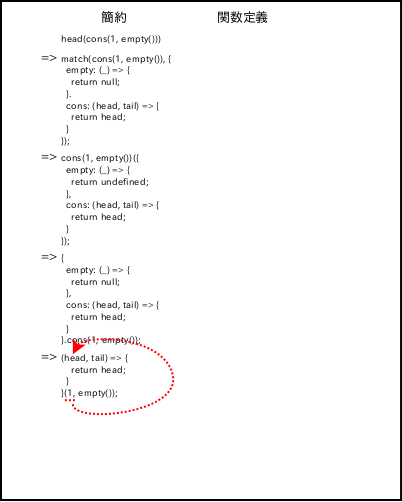 簡約 関数定義
head(cons(1, empty()))
=> match(cons(1, empty()), {
empty: (_) => {
return null;
}.
cons: (head, tail) => {
return head;
}
});
=> cons(1, empty())({
empty: (_) => {
return undefined;
},
cons: (head, tail) => {
return head;
}
});
=> {
empty: (_) => {
return null;
},
cons: (head, tail) => {
return head;
}
}.cons(1, empty());
=> (head, tail) => {
return head;
}
}(1, empty());